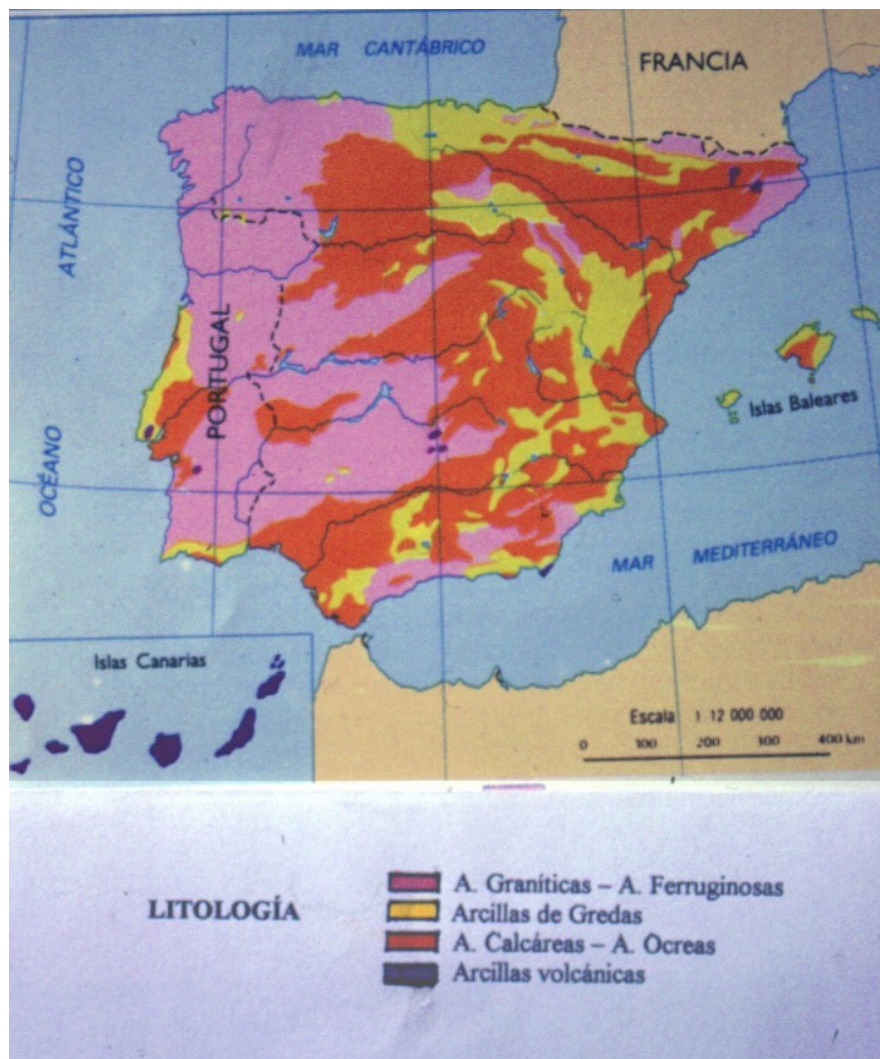 MAR CANTÁBRICO
FRANCIA
ATLÁNTICO
PORTUGAL
Islas Baleares
OCÉANO
MAR MEDITERRÁNEO
Islas Canarias
Escala 1 12 000 000
0 100 200 300 400 km
LITOLOGÍA
A. Graníticas – A. Ferruginosas
Arcillas de Gredas
A. Calcáreas – A. Ocreas
Arcillas volcánicas